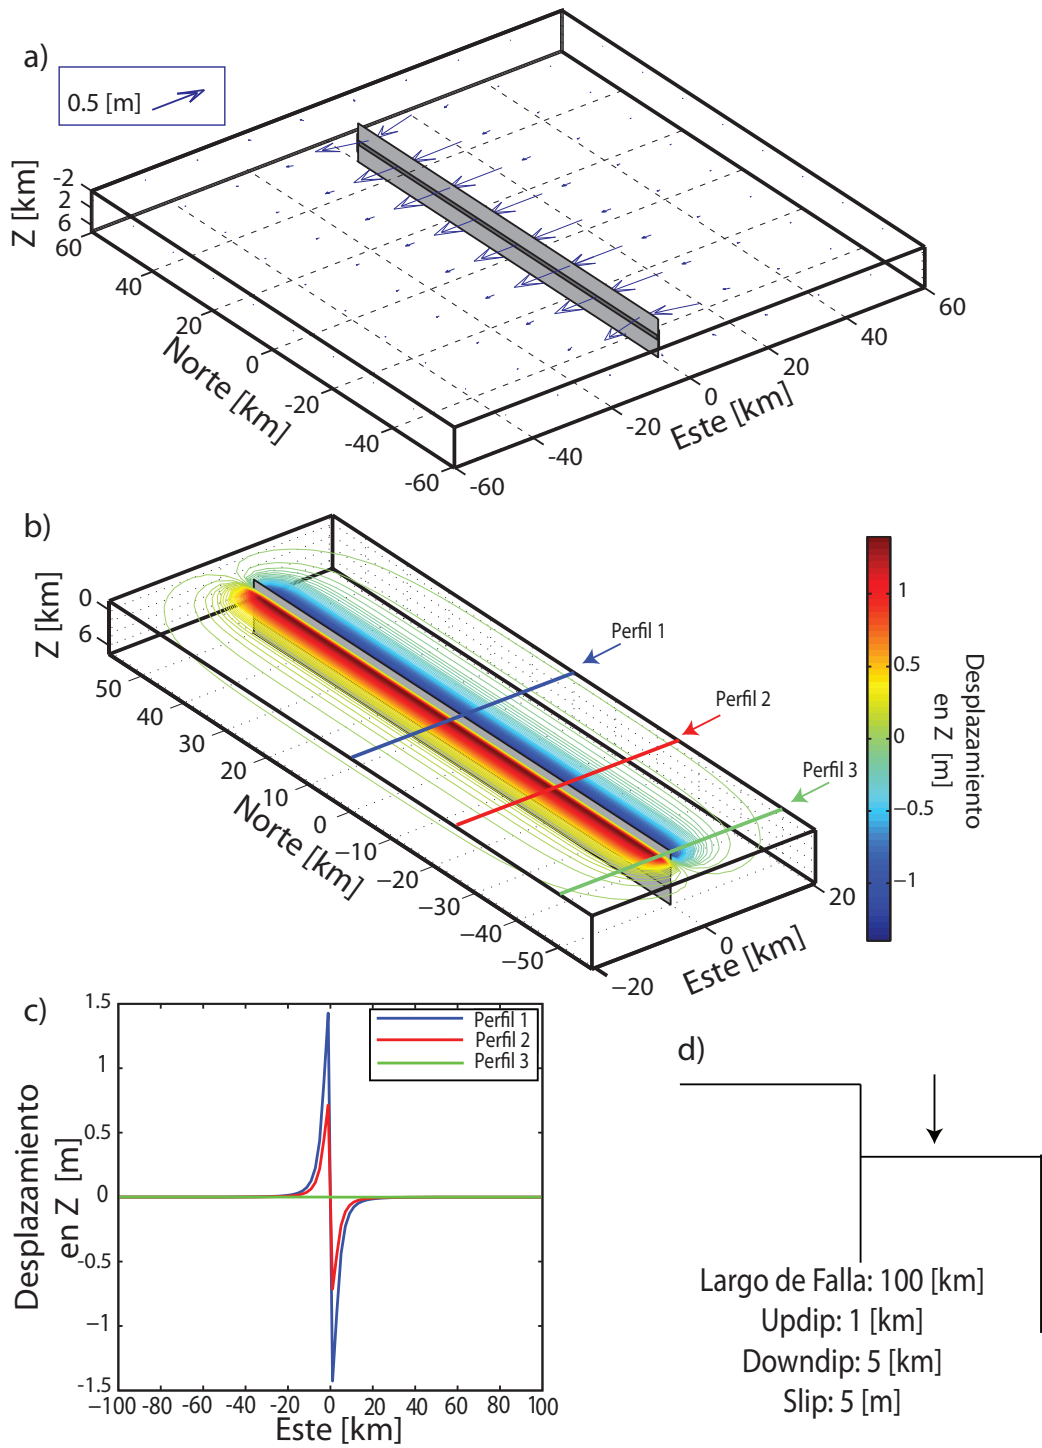 a)
0.5 [m]
Z [km]
-2
2
6
60
40
20
0
-20
-40
-60
Norte [km]
-60
-40
-20
0
20
40
60
Este [km]
b)
Z [km]
0
6
50
40
30
20
10
0
−10
−20
−30
−40
−50
Norte [km]
−20
0
20
Este [km]
Perfil 1
Perfil 2
Perfil 3
1
0.5
0
−0.5
−1
Desplazamiento
en Z [m]
c)
Desplazamiento
en Z [m]
1.5
1
0.5
0
-0.5
−1
-1.5
−100 -80 -60 -40 -20 0 20 40 60 80 100
Este [km]
Perfil 1
Perfil 2
Perfil 3
d)
Largo de Falla: 100 [km]
Updip: 1 [km]
Downdip: 5 [km]
Slip: 5 [m]